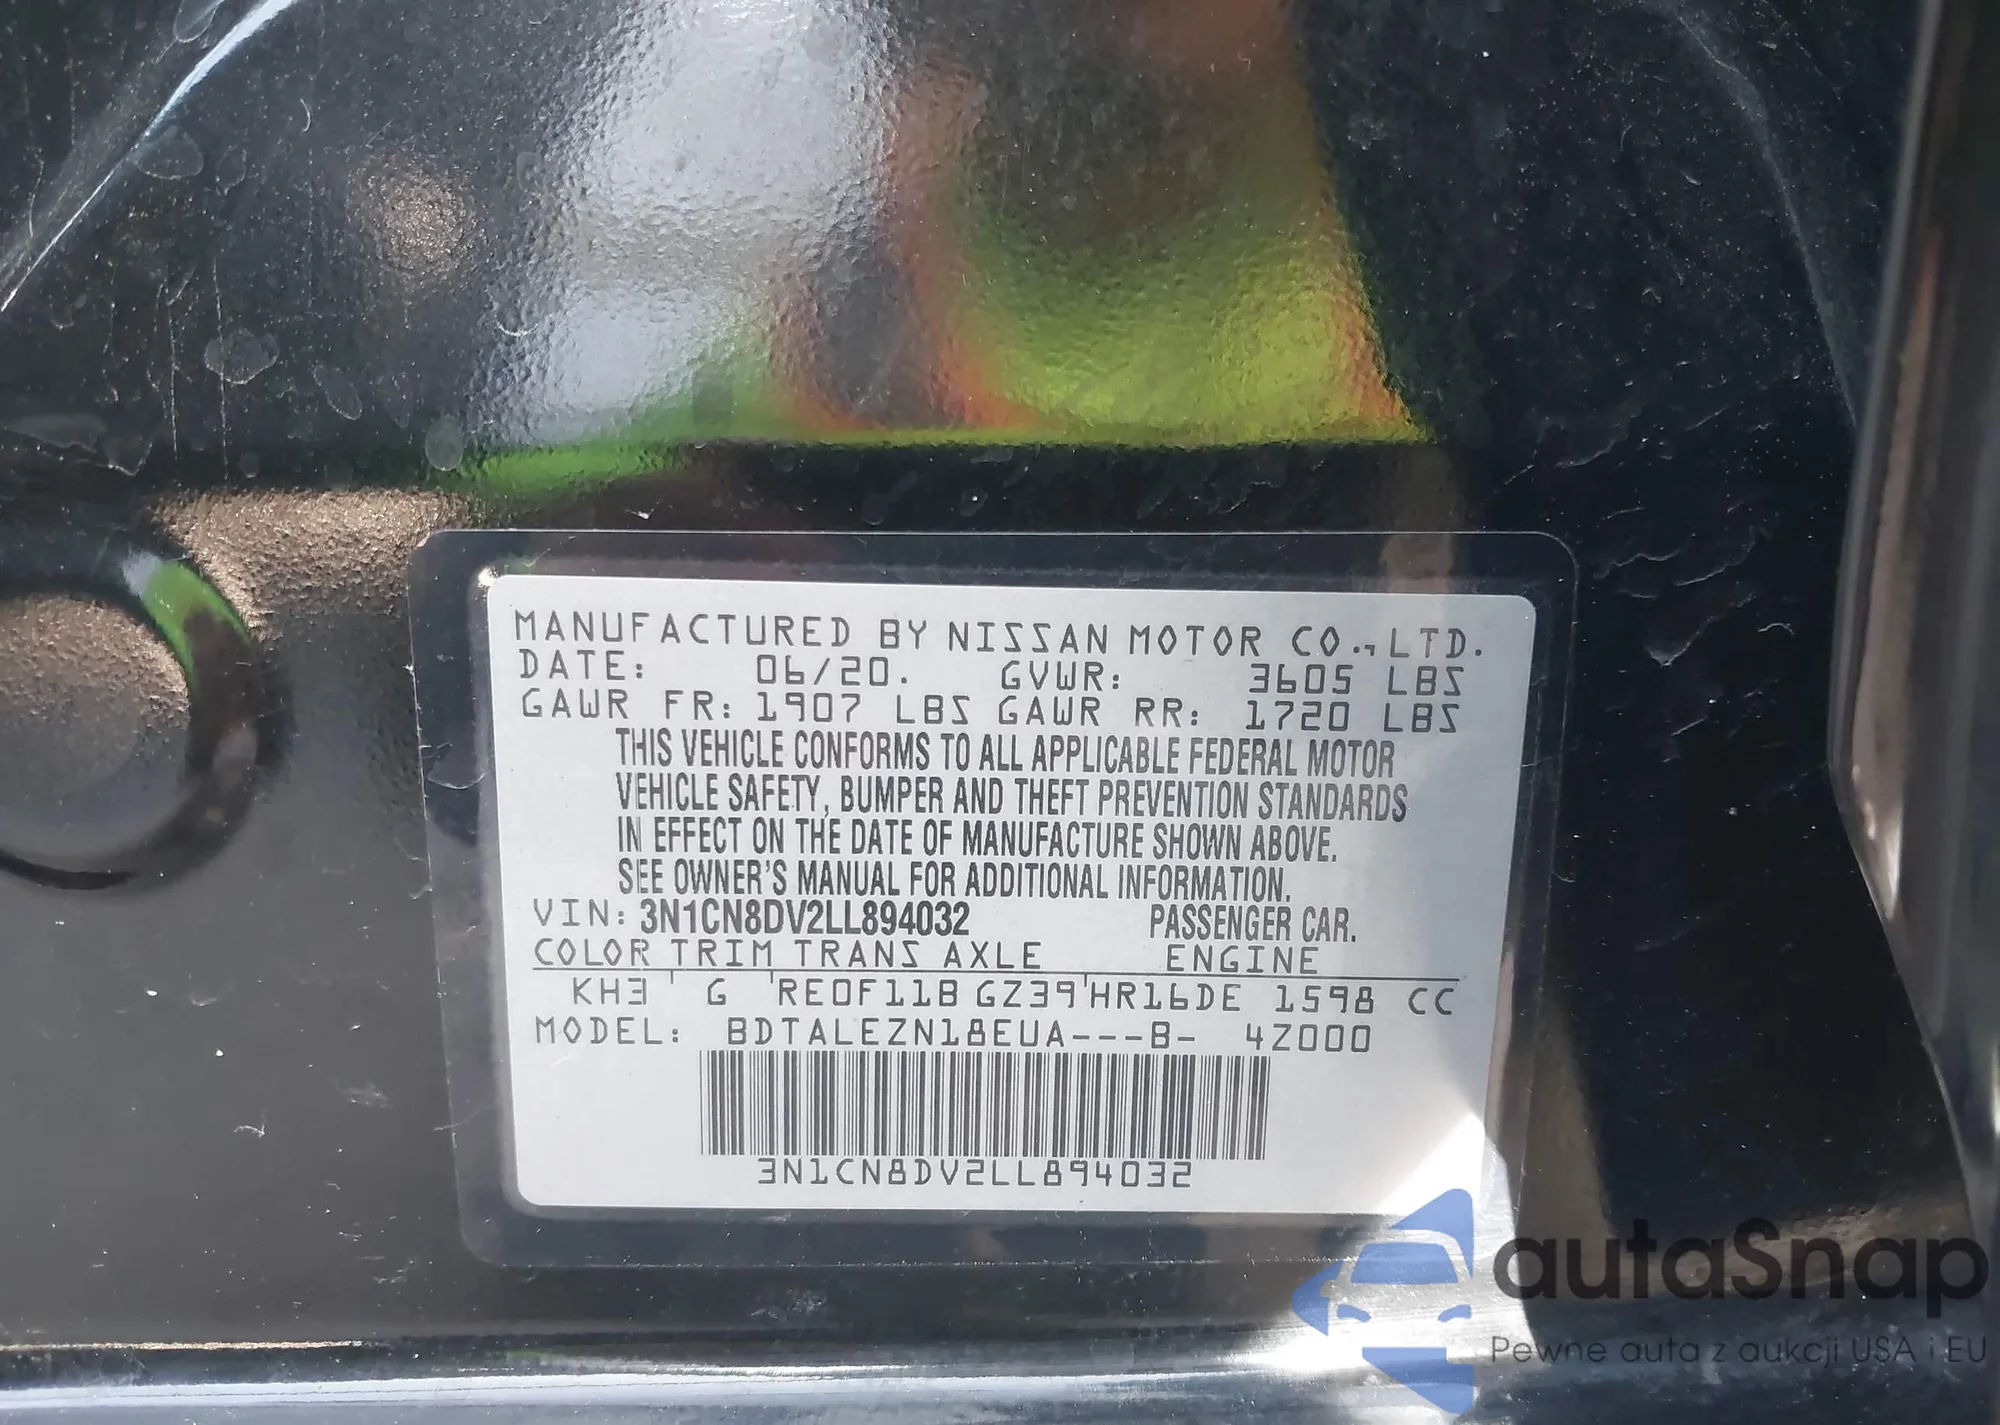 MANUFACTURED BY NISSAN MOTOR CO., LTD.
DATE: 06/20. GVWR: 3605 LBS
GAWR FR: 1907 LBS GAWR RR: 1720 LBS
THIS VEHICLE CONFORMS TO ALL APPLICABLE FEDERAL MOTOR
VEHICLE SAFETY, BUMPER AND THEFT PREVENTION STANDARDS
IN EFFECT ON THE DATE OF MANUFACTURE SHOWN ABOVE.
SEE OWNER'S MANUAL FOR ADDITIONAL INFORMATION.
VIN: 3N1CN8DV2LL894032 PASSENGER CAR.
COLOR TRIM TRANS AXLE ENGINE
KH3 G RE0F11B GZ39 HR16DE 1598 CC
MODEL: BDTALEZN18EUA---B- 4Z000
3N1CN8DV2LL894032
autaSnap
Pewne auta z aukcji USA i EU